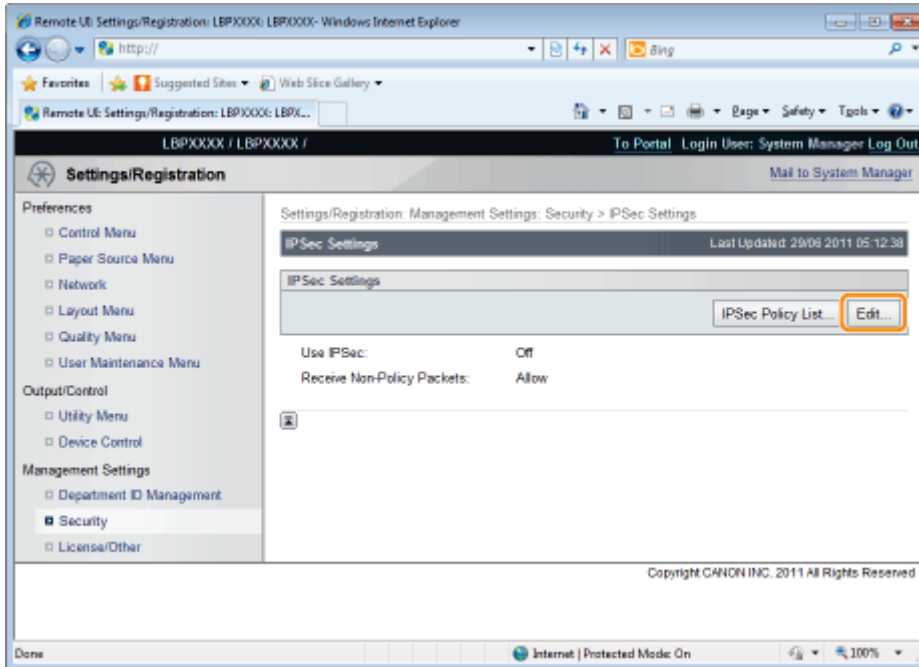 Remote UI: Settings/Registration: LBPXXXX: LBPXXXX- Windows Internet Explorer
http://
Bing
Favorites Suggested Sites Web Slice Gallery
Remote UI: Settings/Registration: LBPXXXX: LBPX... Page Safety Tools
LBPXXXX / LBPXXXX / To Portal Login User: System Manager Log Out
Settings/Registration Mail to System Manager
Preferences
Control Menu
Paper Source Menu
Network
Layout Menu
Quality Menu
User Maintenance Menu
Output/Control
Utility Menu
Device Control
Management Settings
Department ID Management
Security
License/Other
Settings/Registration: Management Settings: Security > IPSec Settings
IPSec Settings Last Updated: 29/06 2011 05:12:38
IPSec Settings
IPSec Policy List... Edit...
Use IPSec: Off
Receive Non-Policy Packets: Allow
Copyright CANON INC. 2011 All Rights Reserved
Done Internet | Protected Mode: On 100%